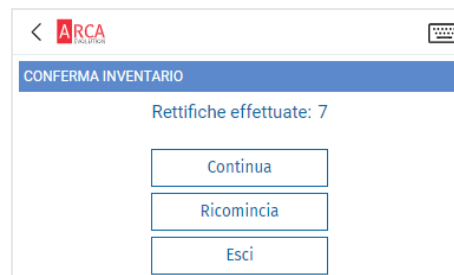 ARCA
EVOLUTION
CONFERMA INVENTARIO
Rettifiche effettuate: 7
Continua
Ricomincia
Esci